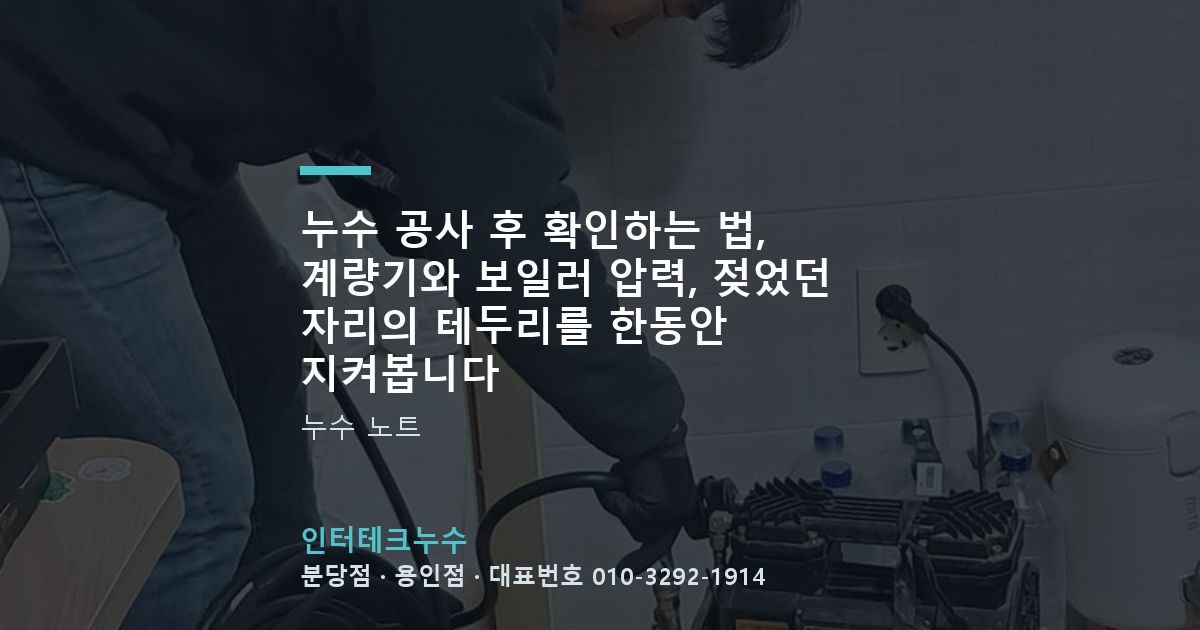 누수 공사 후 확인하는 법,
계량기와 보일러 압력, 젖었던
자리의 테두리를 한동안
지켜봅니다
누수 노트
인터테크누수
분당점 · 용인점 · 대표번호 010-3292-1914